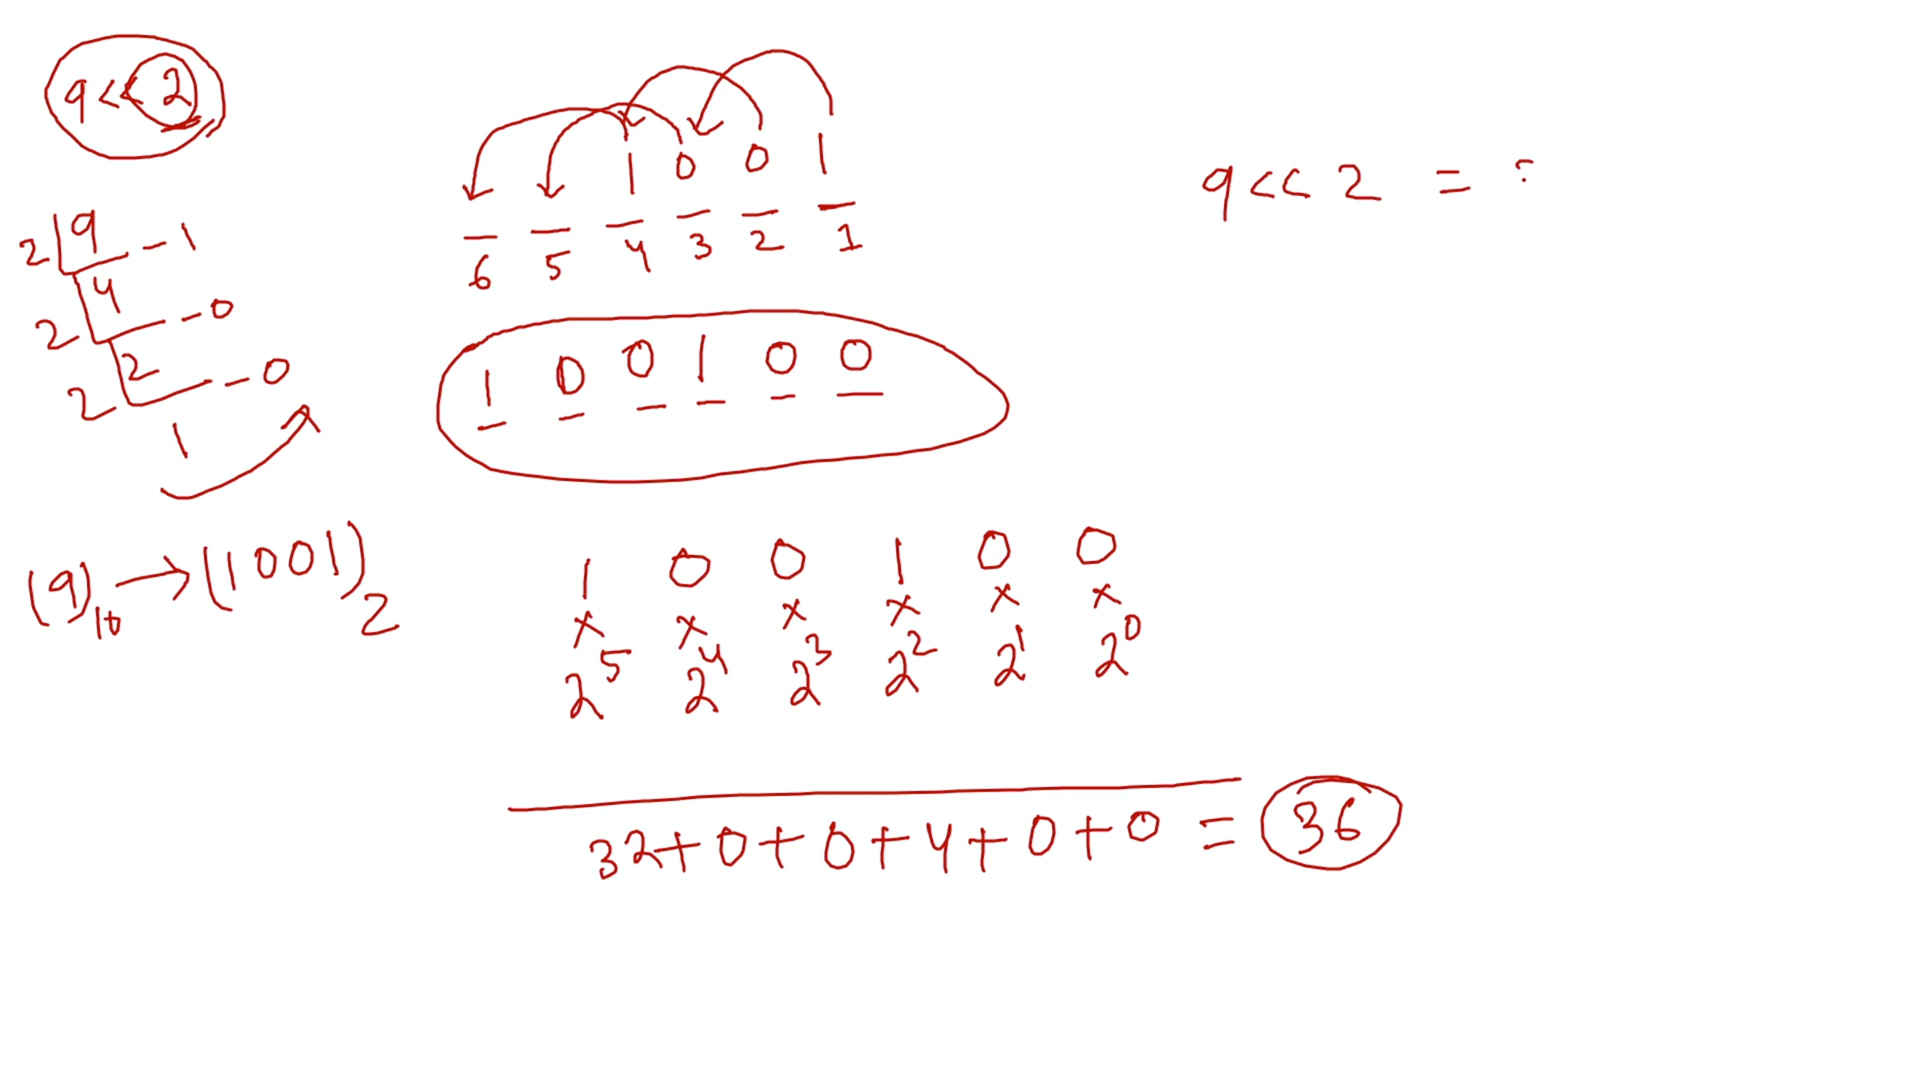 9<<2
2 9 - 1
2 4 - 0
2 2 - 0
1
(9)10 → (1001)2
1 0 0 1
6 5 4 3 2 1
1 0 0 1 0 0
1 0 0 1 0 0
x x x x x x
2^5 2^4 2^3 2^2 2^1 2^0
32+0+0+4+0+0 = 36
9<<2 = ?